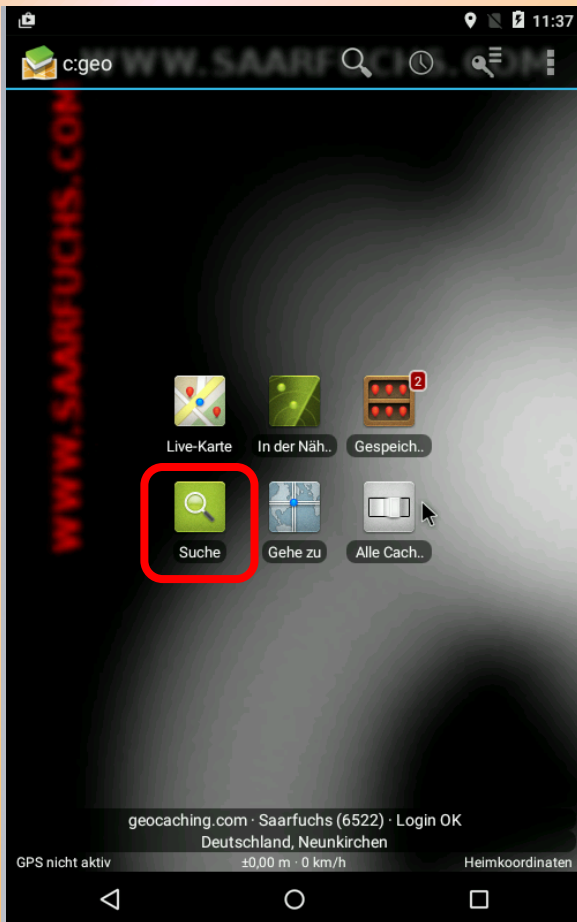 11:37
c:geo
WWW.SAARFUCHS.COM
WWW.SAARFUCHS.COM
2
Live-Karte In der Näh.. Gespeich..
Suche Gehe zu Alle Cach..
geocaching.com · Saarfuchs (6522) · Login OK
Deutschland, Neunkirchen
GPS nicht aktiv ±0,00 m · 0 km/h Heimkoordinaten